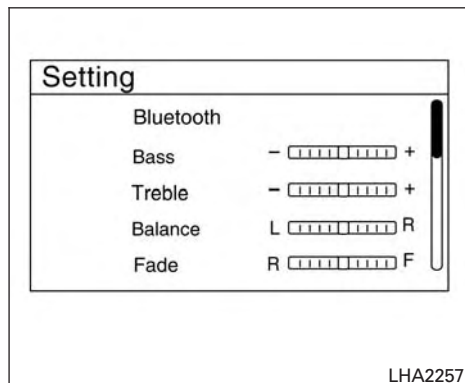 Setting
Bluetooth
Bass - +
Treble - +
Balance L R
Fade R F
LHA2257